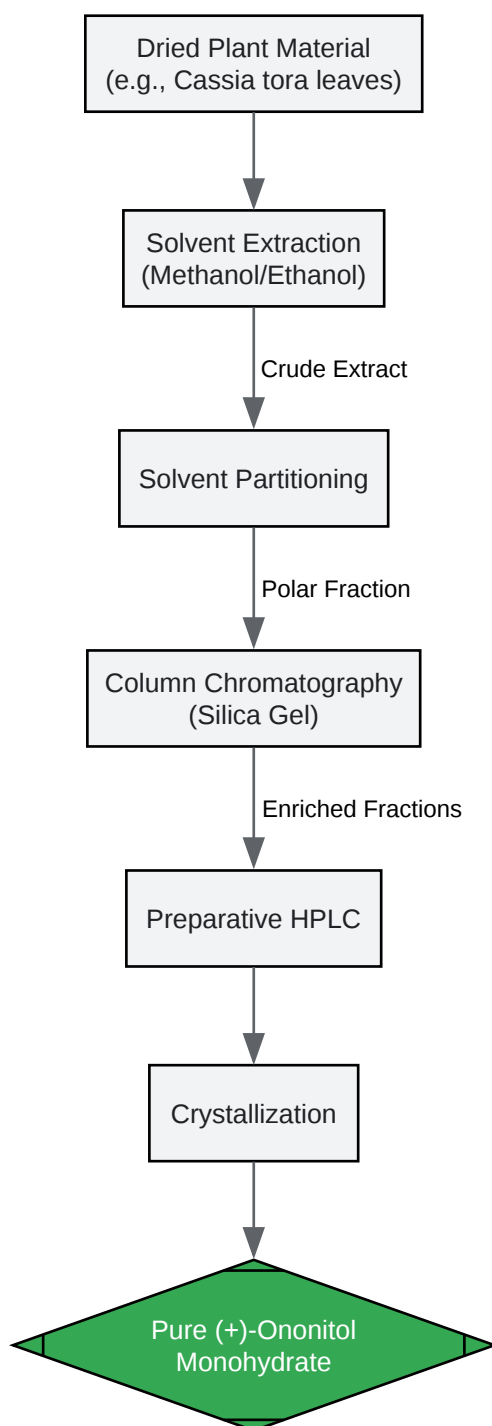 Dried Plant Material
(e.g., Cassia tora leaves)
Solvent Extraction
(Methanol/Ethanol)
Crude Extract
Solvent Partitioning
Polar Fraction
Column Chromatography
(Silica Gel)
Enriched Fractions
Preparative HPLC
Crystallization
Pure (+)-Ononitol
Monohydrate